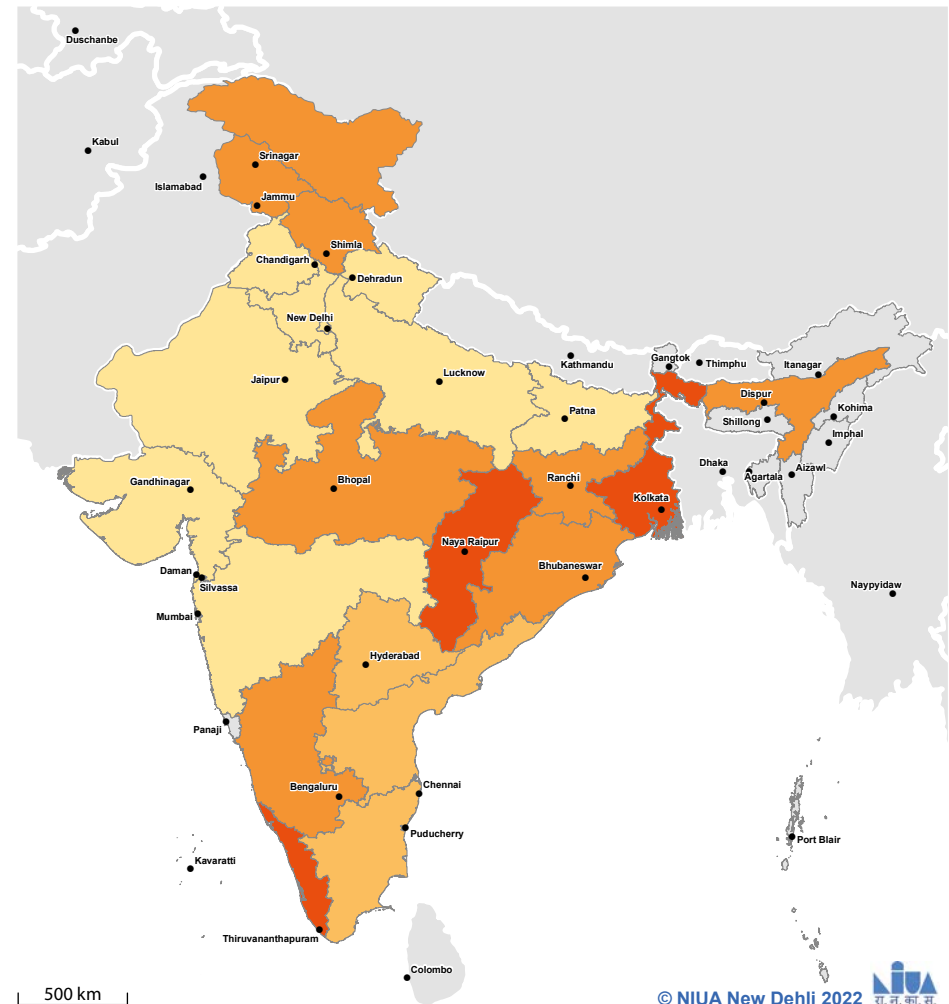 Duschanbe
Kabul
Srinagar
Islamabad
Jammu
Shimla
Chandigarh
Dehradun
New Delhi
Jaipur
Lucknow
Kathmandu
Gangtok
Thimphu
Itanagar
Patna
Dispur
Kohima
Shillong
Imphal
Dhaka
Agartala
Aizawl
Gandhinagar
Bhopal
Ranchi
Kolkata
Naya Raipur
Bhubaneswar
Daman
Silvassa
Mumbai
Naypyidaw
Hyderabad
Panaji
Bengaluru
Chennai
Puducherry
Port Blair
Kavaratti
Thiruvananthapuram
Colombo
500 km
© NIUA New Dehli 2022
NIUA
रा.न.का.सं